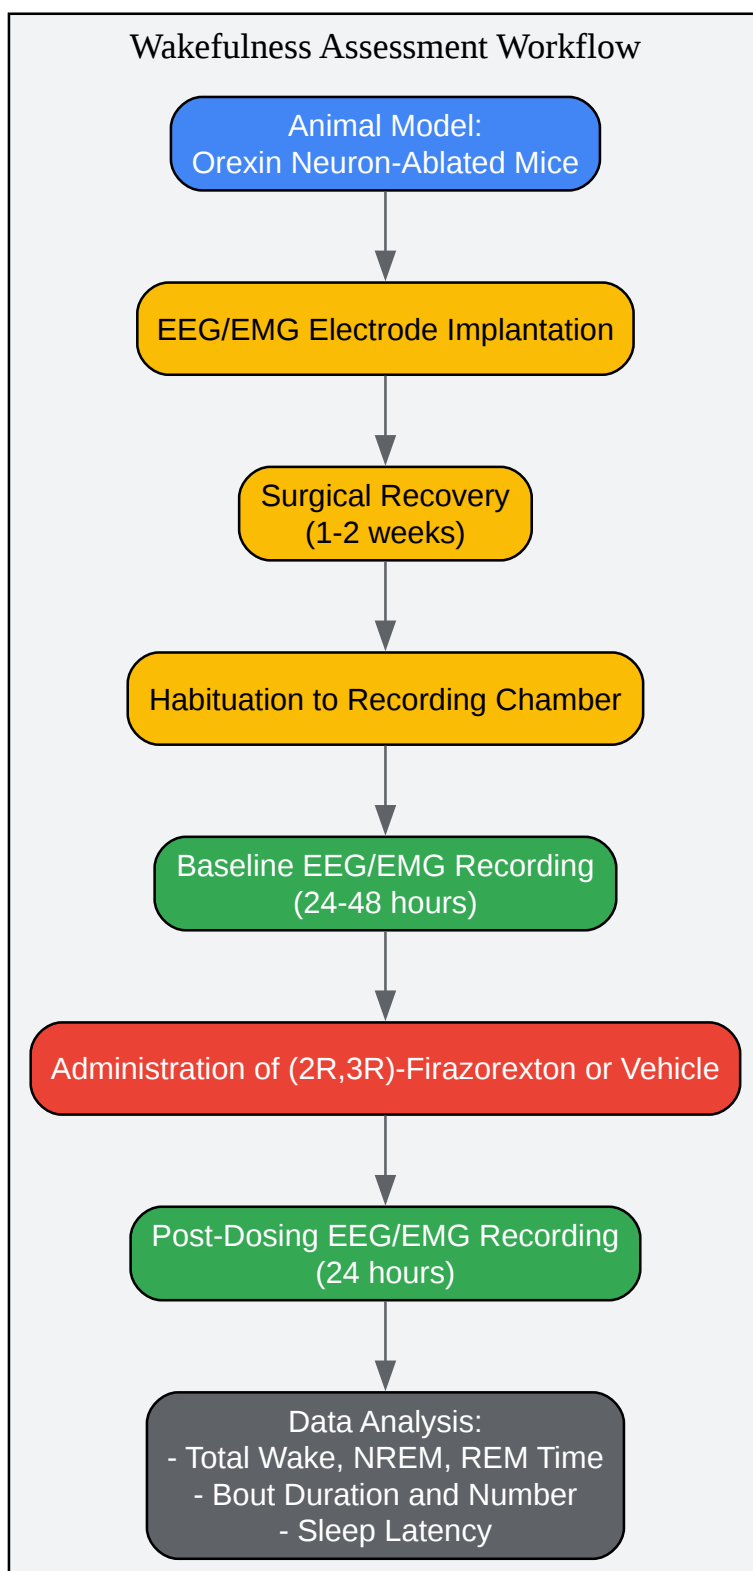 Wakefulness Assessment Workflow
Animal Model:
Orexin Neuron-Ablated Mice
EEG/EMG Electrode Implantation
Surgical Recovery
(1-2 weeks)
Habituation to Recording Chamber
Baseline EEG/EMG Recording
(24-48 hours)
Administration of (2R,3R)-Firazorexton or Vehicle
Post-Dosing EEG/EMG Recording
(24 hours)
Data Analysis:
- Total Wake, NREM, REM Time
- Bout Duration and Number
- Sleep Latency